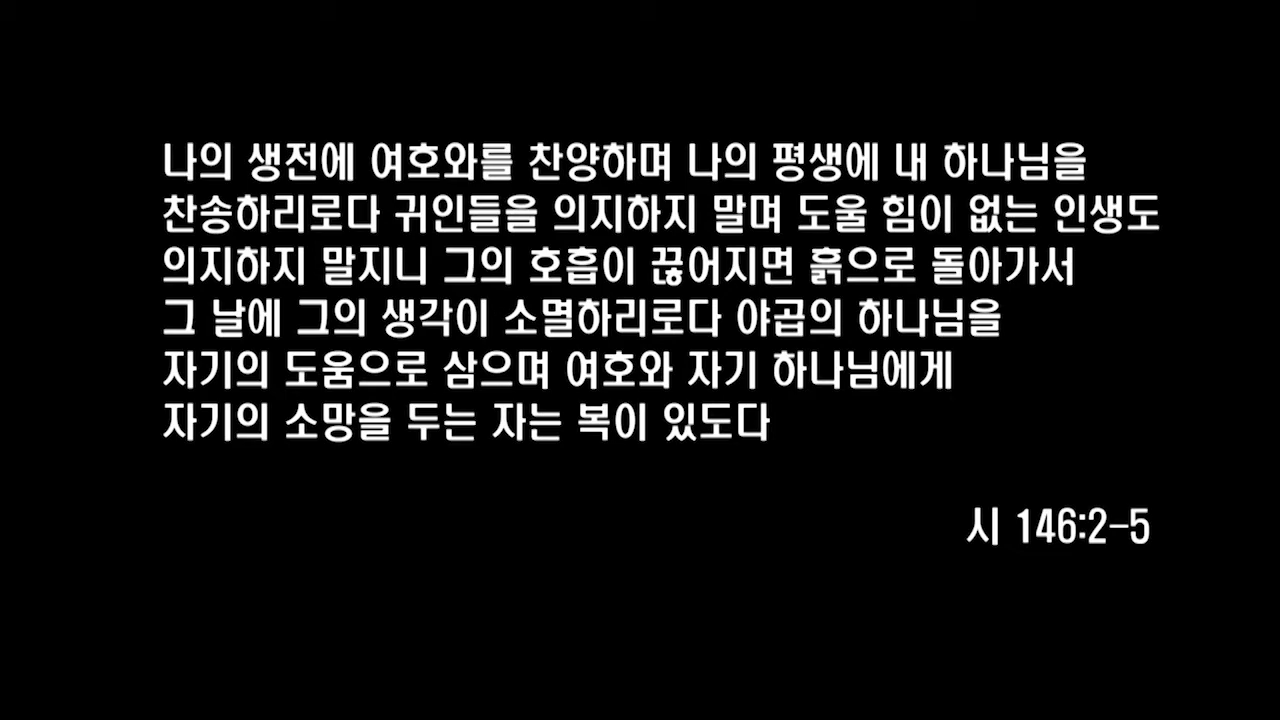 나의 생전에 여호와를 찬양하며 나의 평생에 내 하나님을
찬송하리로다 귀인들을 의지하지 말며 도울 힘이 없는 인생도
의지하지 말지니 그의 호흡이 끊어지면 흙으로 돌아가서
그 날에 그의 생각이 소멸하리로다 야곱의 하나님을
자기의 도움으로 삼으며 여호와 자기 하나님에게
자기의 소망을 두는 자는 복이 있도다
시 146:2-5